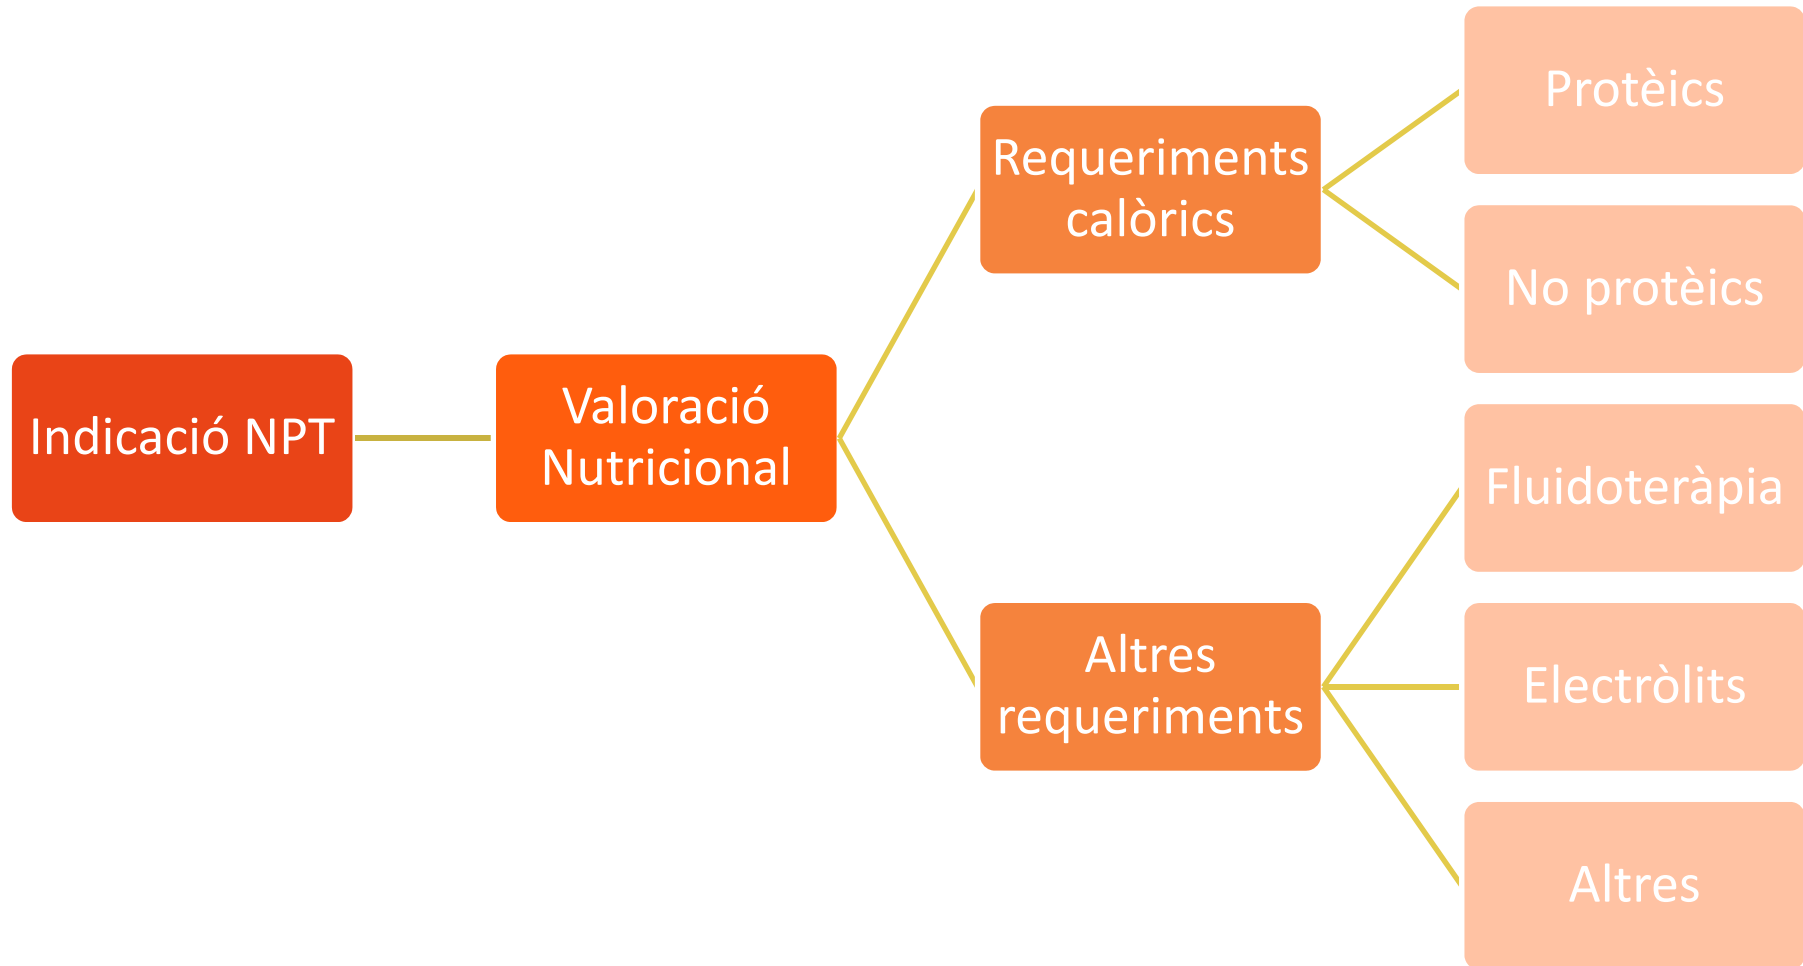 Indicació NPT
Valoració
Nutricional
Requeriments
calòrics
Protèics
No protèics
Altres
requeriments
Fluidoteràpia
Electròlits
Altres